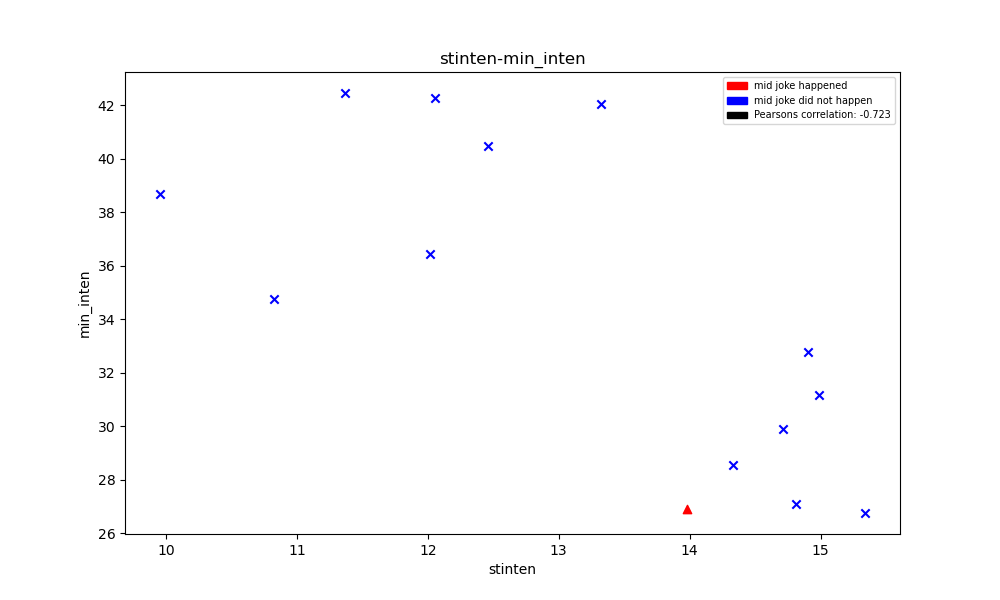 stinten-min_inten
mid joke happened
mid joke did not happen
Pearsons correlation: -0.723
42
40
38
36
34
32
30
28
26
min_inten
10
11
12
13
14
15
stinten